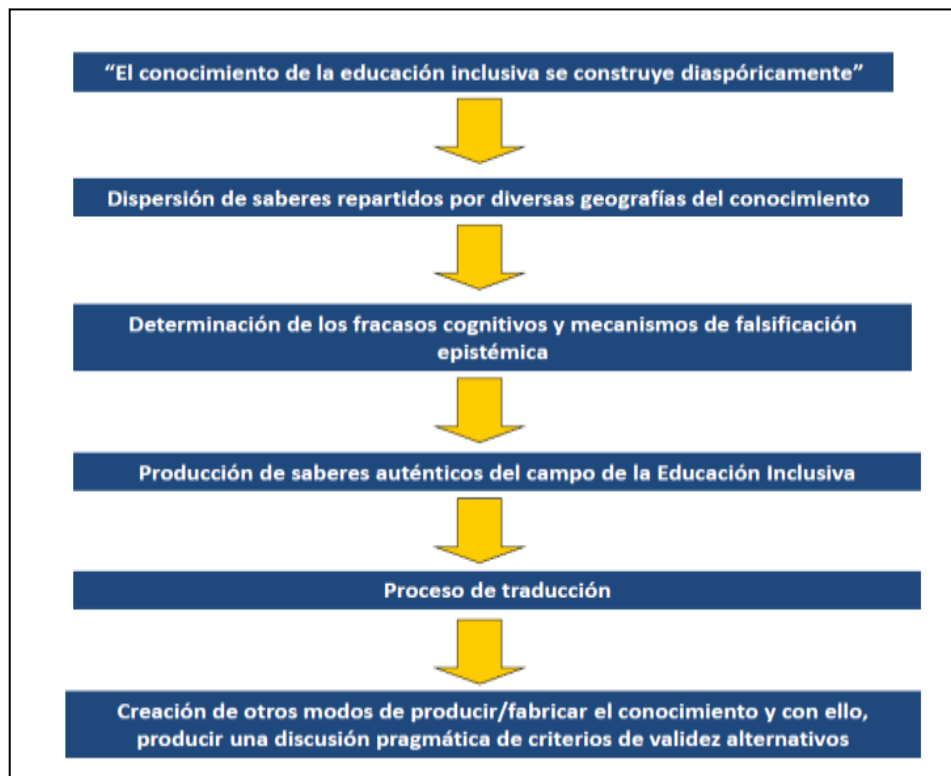 “El conocimiento de la educación inclusiva se construye diaspóricamente”
Dispersión de saberes repartidos por diversas geografías del conocimiento
Determinación de los fracasos cognitivos y mecanismos de falsificación
epistémica
Producción de saberes auténticos del campo de la Educación Inclusiva
Proceso de traducción
Creación de otros modos de producir/fabricar el conocimiento y con ello,
producir una discusión pragmática de criterios de validez alternativos